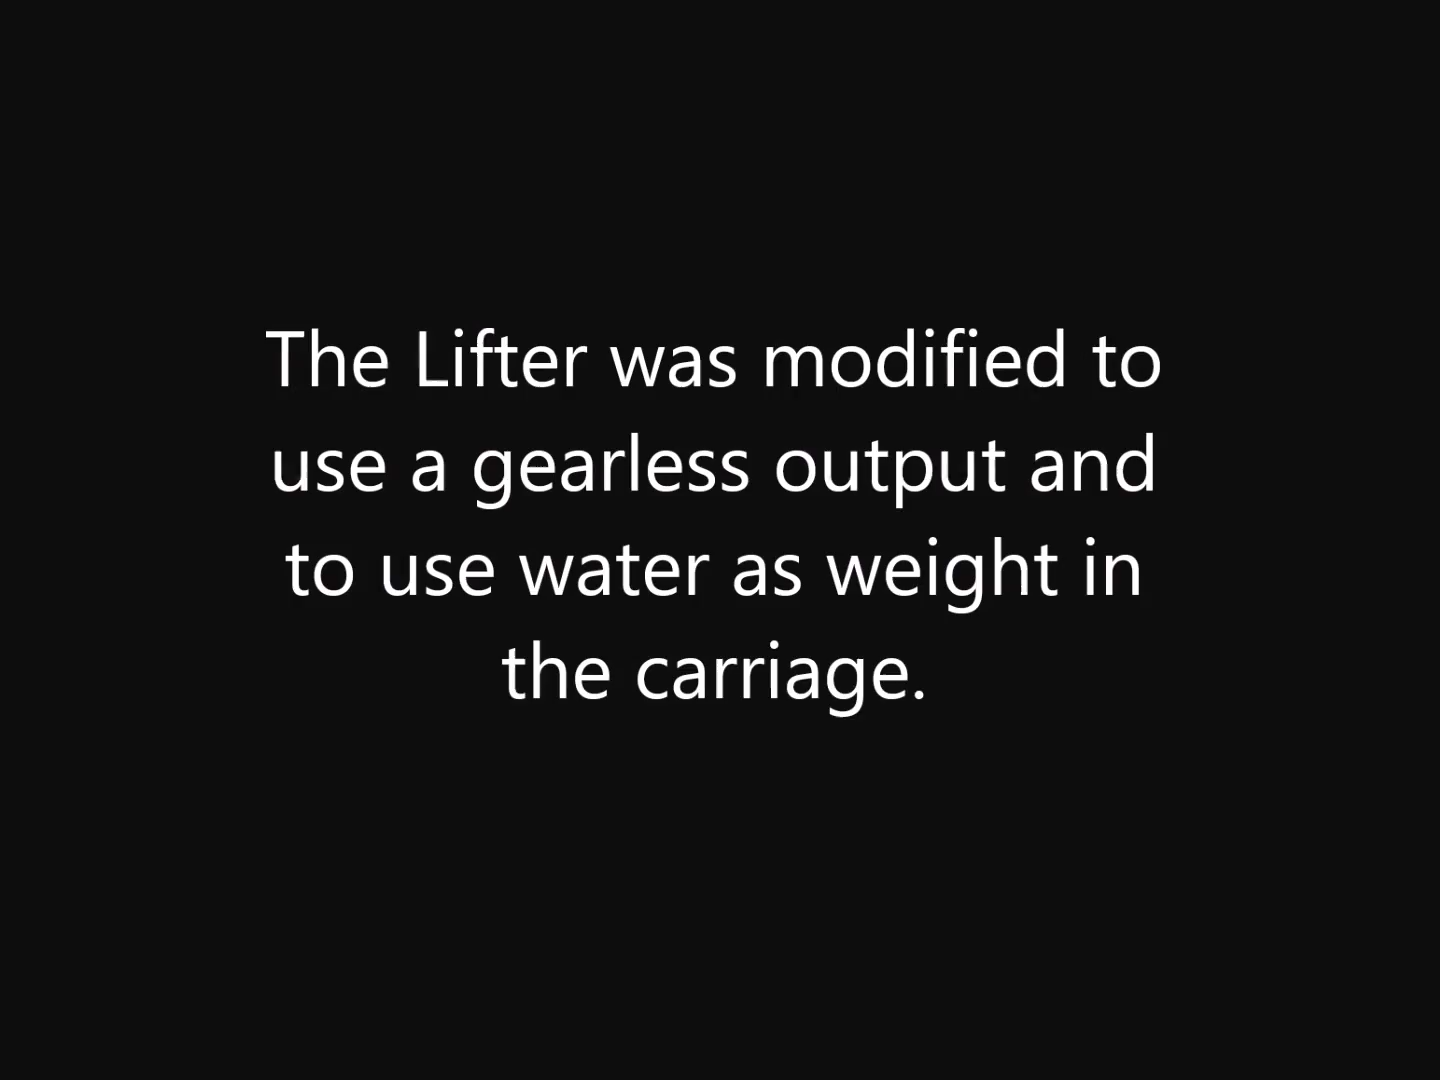 The Lifter was modified to
use a gearless output and
to use water as weight in
the carriage.